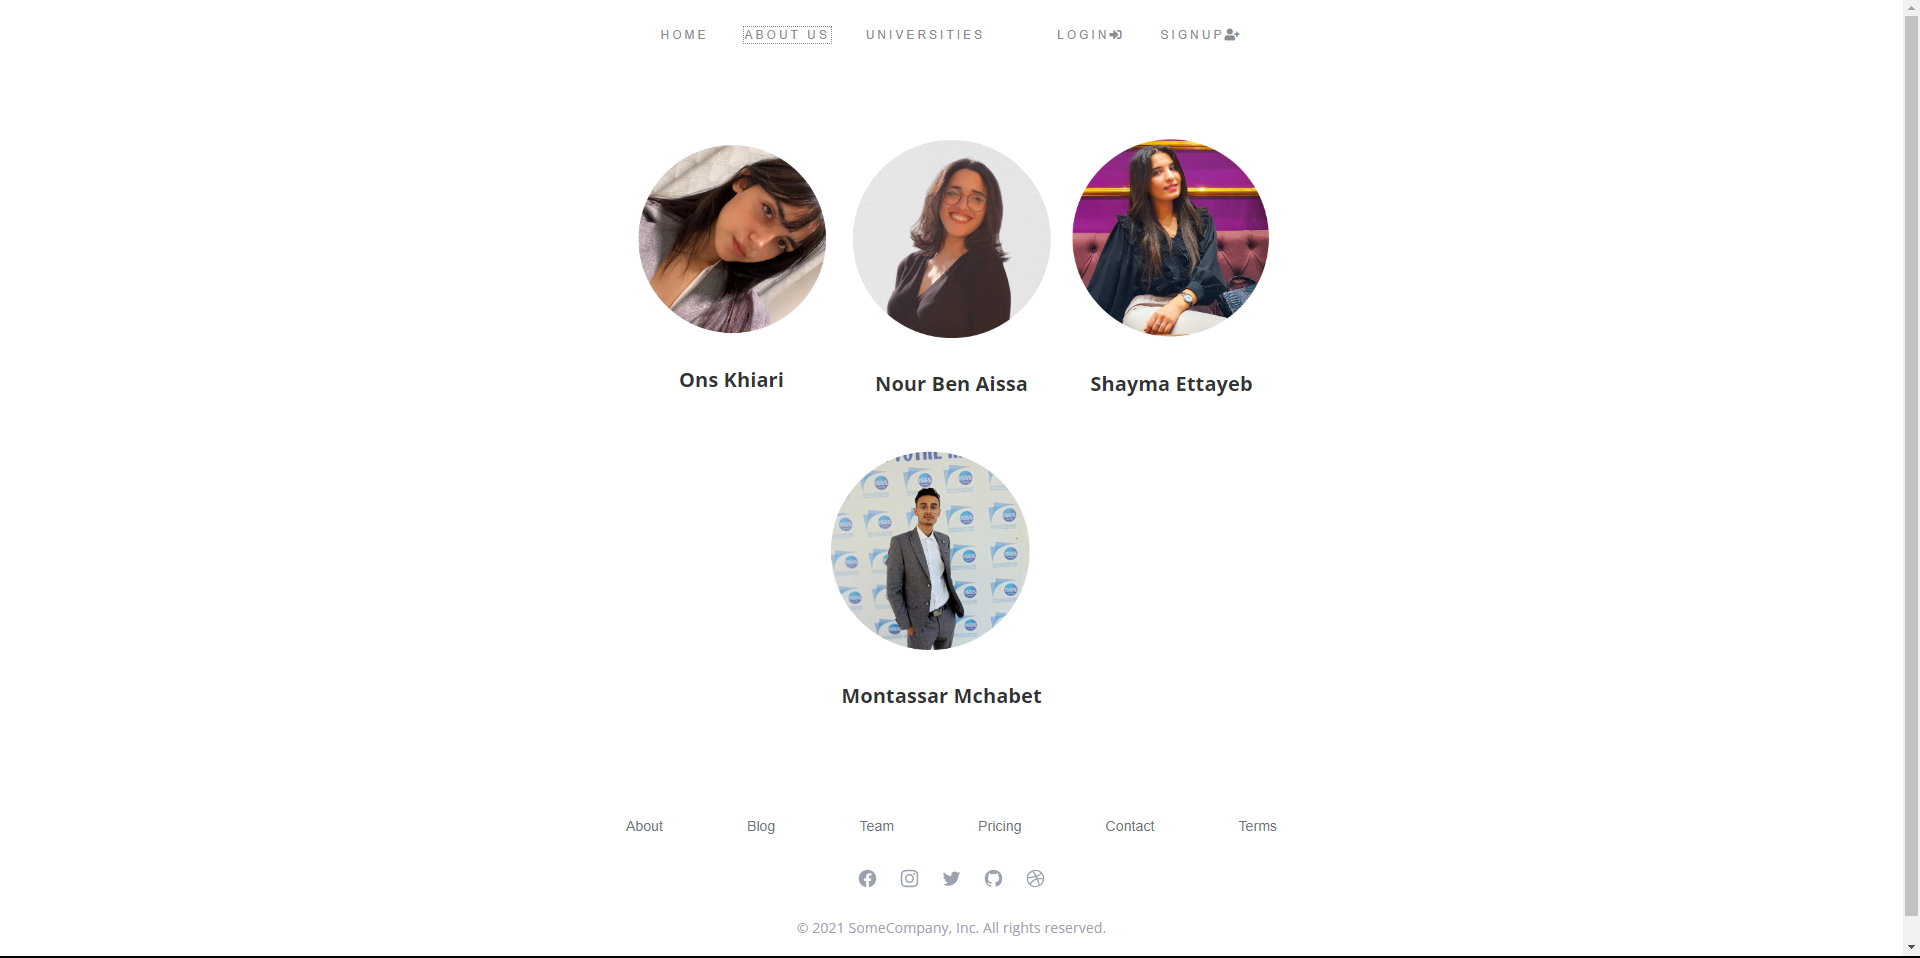 HOME ABOUT US UNIVERSITIES LOGIN SIGNUP
Ons Khiari Nour Ben Aissa Shayma Ettayeb
Montassar Mchabet
About Blog Team Pricing Contact Terms
© 2021 SomeCompany, Inc. All rights reserved.